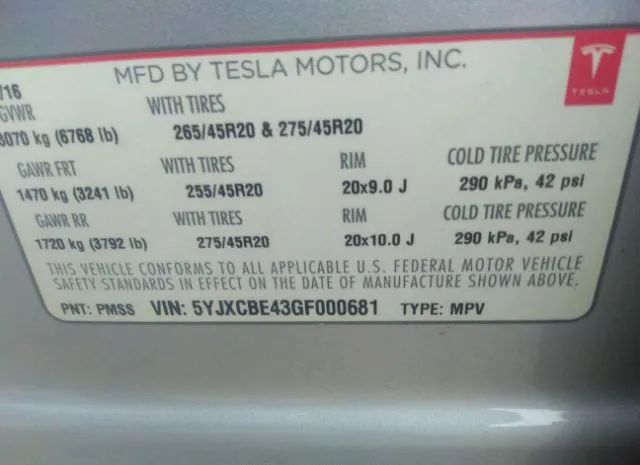 MFD BY TESLA MOTORS, INC.
TESLA
/16
GVWR WITH TIRES
3070 kg (6768 lb) 265/45R20 & 275/45R20
GAWR FRT WITH TIRES RIM COLD TIRE PRESSURE
1470 kg (3241 lb) 255/45R20 20x9.0 J 290 kPa, 42 psi
GAWR RR WITH TIRES RIM COLD TIRE PRESSURE
1720 kg (3792 lb) 275/45R20 20x10.0 J 290 kPa, 42 psi
THIS VEHICLE CONFORMS TO ALL APPLICABLE U.S. FEDERAL MOTOR VEHICLE
SAFETY STANDARDS IN EFFECT ON THE DATE OF MANUFACTURE SHOWN ABOVE.
PNT: PMSS VIN: 5YJXCBE43GF000681 TYPE: MPV